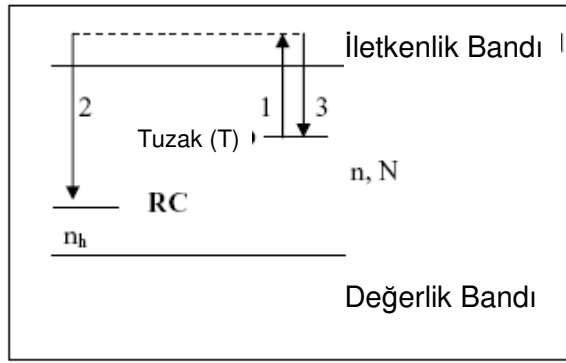 İletkenlik Bandı
2 1 3
Tuzak (T)
n, N
RC
n_h
Değerlik Bandı